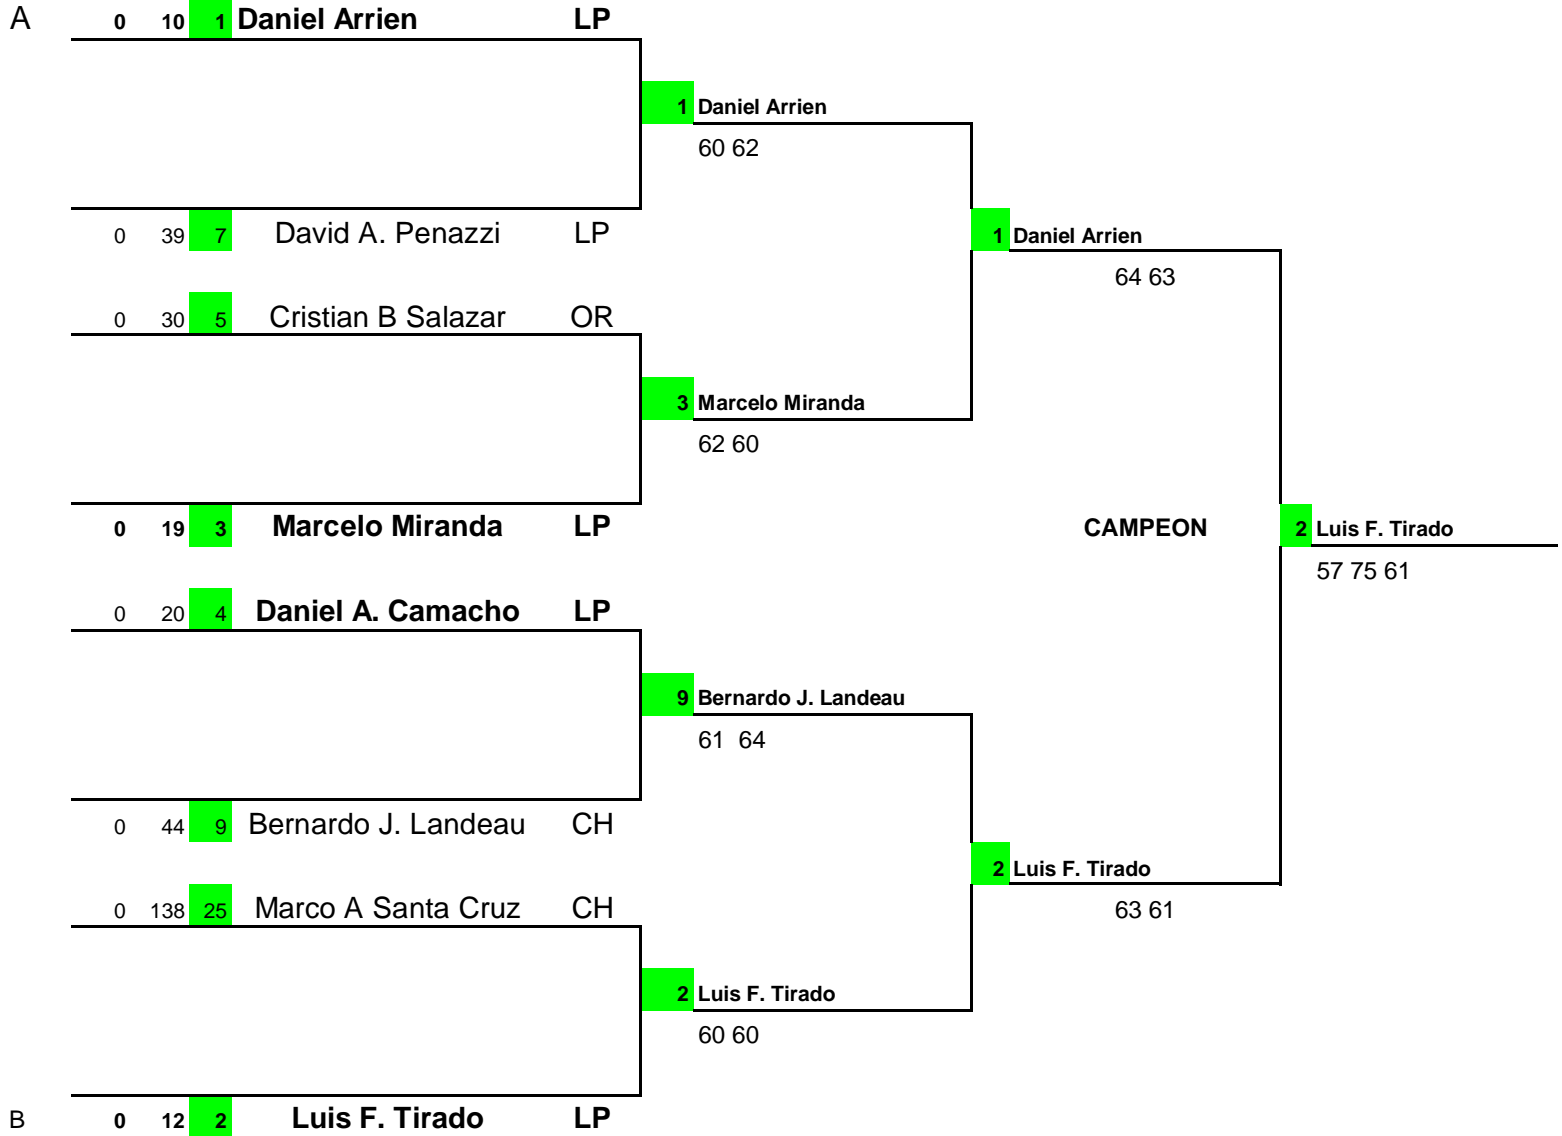 A 0 10 1 Daniel Arrien LP
1 Daniel Arrien
60 62
0 39 7 David A. Penazzi LP
1 Daniel Arrien
64 63
0 30 5 Cristian B Salazar OR
3 Marcelo Miranda
62 60
0 19 3 Marcelo Miranda LP
CAMPEON 2 Luis F. Tirado
57 75 61
0 20 4 Daniel A. Camacho LP
9 Bernardo J. Landeau
61 64
0 44 9 Bernardo J. Landeau CH
2 Luis F. Tirado
63 61
0 138 25 Marco A Santa Cruz CH
2 Luis F. Tirado
60 60
B 0 12 2 Luis F. Tirado LP